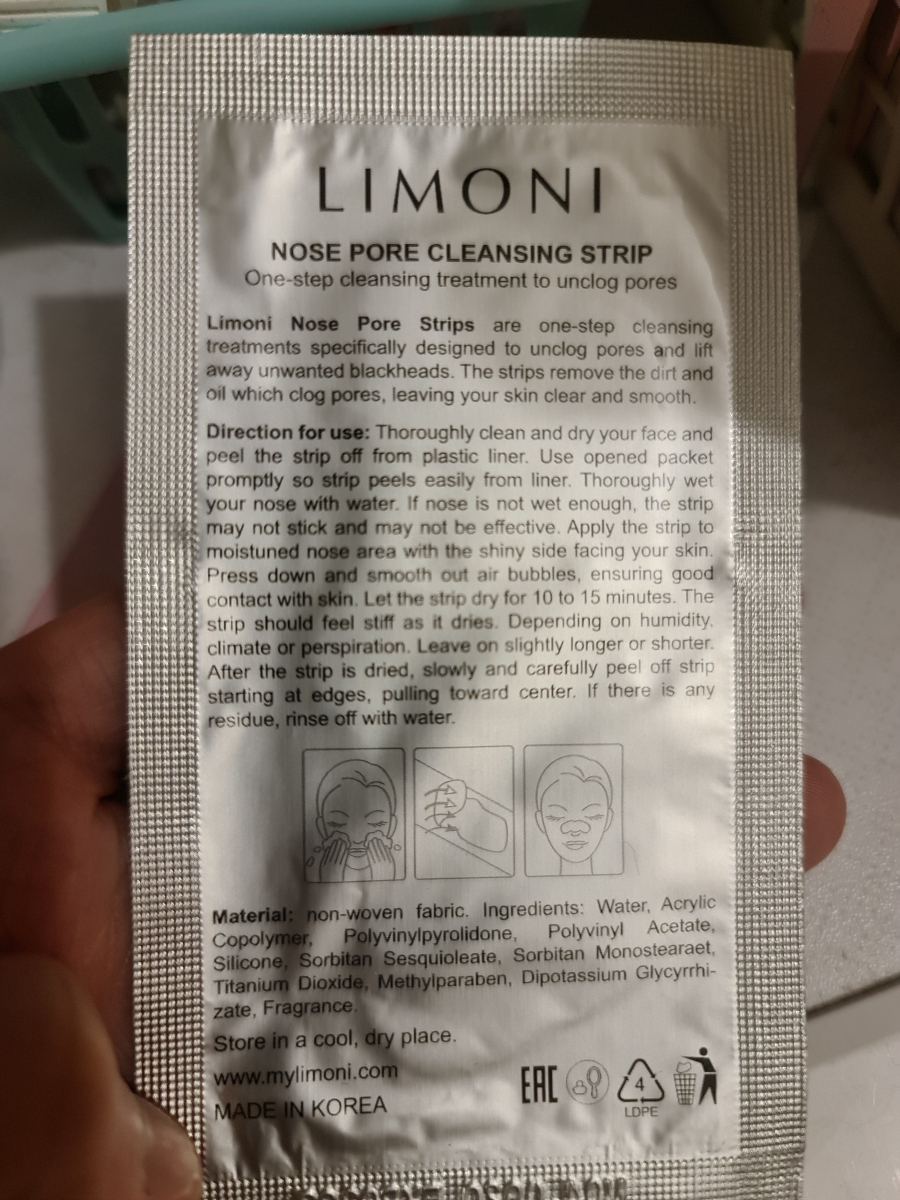 LIMONI
NOSE PORE CLEANSING STRIP
One-step cleansing treatment to unclog pores
Limoni Nose Pore Strips are one-step cleansing
treatments specifically designed to unclog pores and lift
away unwanted blackheads. The strips remove the dirt and
oil which clog pores, leaving your skin clear and smooth.
Direction for use: Thoroughly clean and dry your face and
peel the strip off from plastic liner. Use opened packet
promptly so strip peels easily from liner. Thoroughly wet
your nose with water. If nose is not wet enough, the strip
may not stick and may not be effective. Apply the strip to
moistuned nose area with the shiny side facing your skin.
Press down and smooth out air bubbles, ensuring good
contact with skin. Let the strip dry for 10 to 15 minutes. The
strip should feel stiff as it dries. Depending on humidity,
climate or perspiration. Leave on slightly longer or shorter.
After the strip is dried, slowly and carefully peel off strip
starting at edges, pulling toward center. If there is any
residue, rinse off with water.
Material: non-woven fabric. Ingredients: Water, Acrylic
Copolymer, Polyvinylpyrolidone, Polyvinyl Acetate,
Silicone, Sorbitan Sesquioleate, Sorbitan Monostearaet,
Titanium Dioxide, Methylparaben, Dipotassium Glycyrrhi-
zate, Fragrance.
Store in a cool, dry place.
www.mylimoni.com
MADE IN KOREA
EAC
4
LDPE